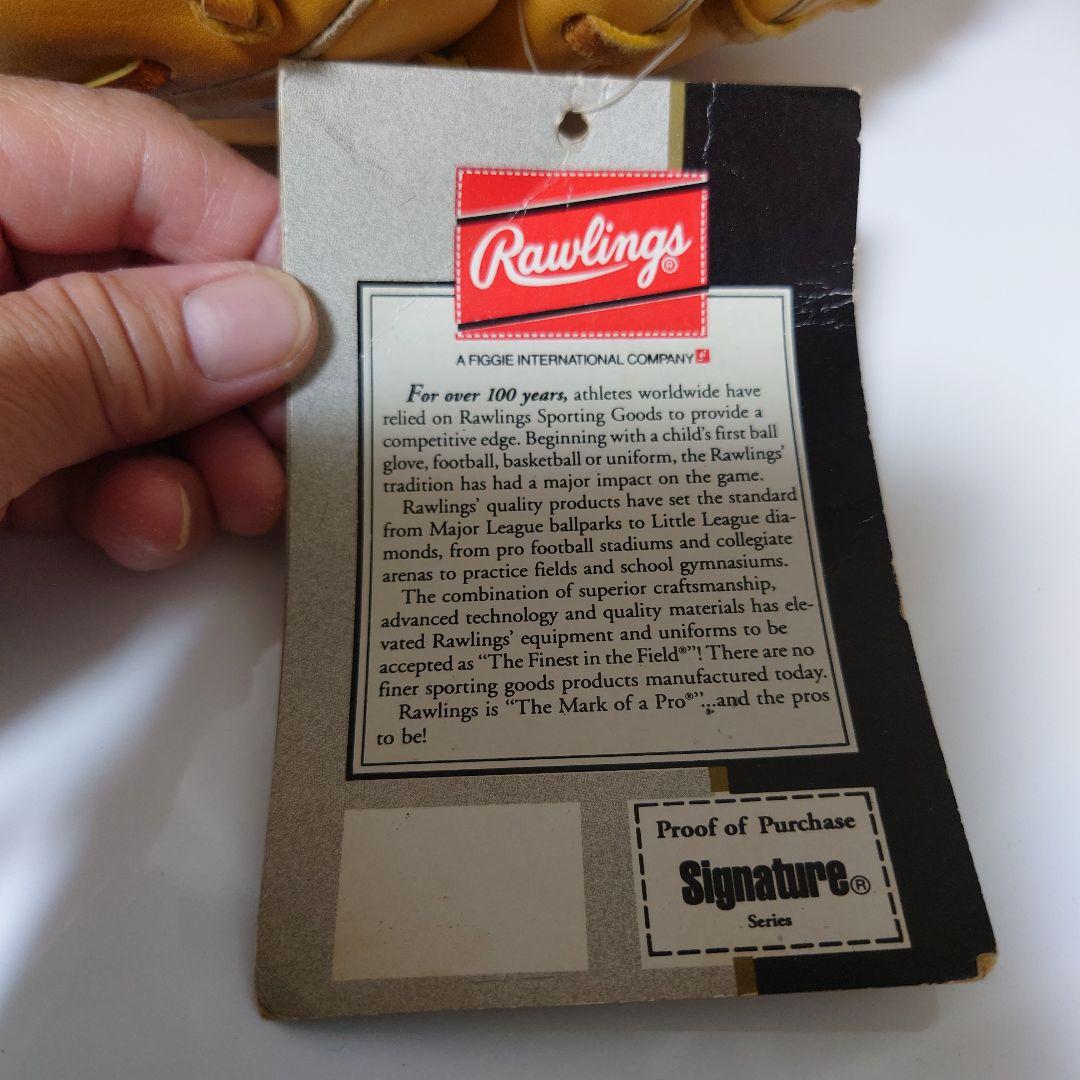 Rawlings®
A FIGGIE INTERNATIONAL COMPANY
For over 100 years, athletes worldwide have
relied on Rawlings Sporting Goods to provide a
competitive edge. Beginning with a child's first ball
glove, football, basketball or uniform, the Rawlings'
tradition has had a major impact on the game.
Rawlings' quality products have set the standard
from Major League ballparks to Little League dia-
monds, from pro football stadiums and collegiate
arenas to practice fields and school gymnasiums.
The combination of superior craftsmanship,
advanced technology and quality materials has ele-
vated Rawlings' equipment and uniforms to be
accepted as “The Finest in the Field®”! There are no
finer sporting goods products manufactured today.
Rawlings is “The Mark of a Pro®”...and the pros
to be!
Proof of Purchase
Signature®
Series